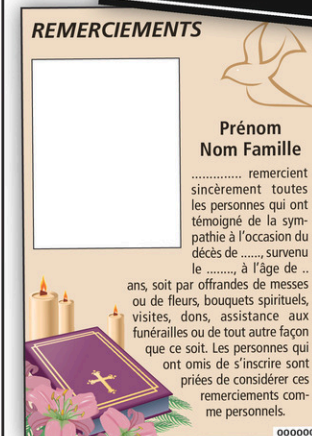 REMERCIEMENTS
Prénom
Nom Famille
.............. remercient
sincèrement toutes
les personnes qui ont
témoigné de la sym-
pathie à l'occasion du
décès de ......, survenu
le ........, à l'âge de ..
ans, soit par offrandes de messes
ou de fleurs, bouquets spirituels,
visites, dons, assistance aux
funérailles ou de tout autre façon
que ce soit. Les personnes qui
ont omis de s'inscrire sont
priées de considérer ces
remerciements com-
me personnels.
000000